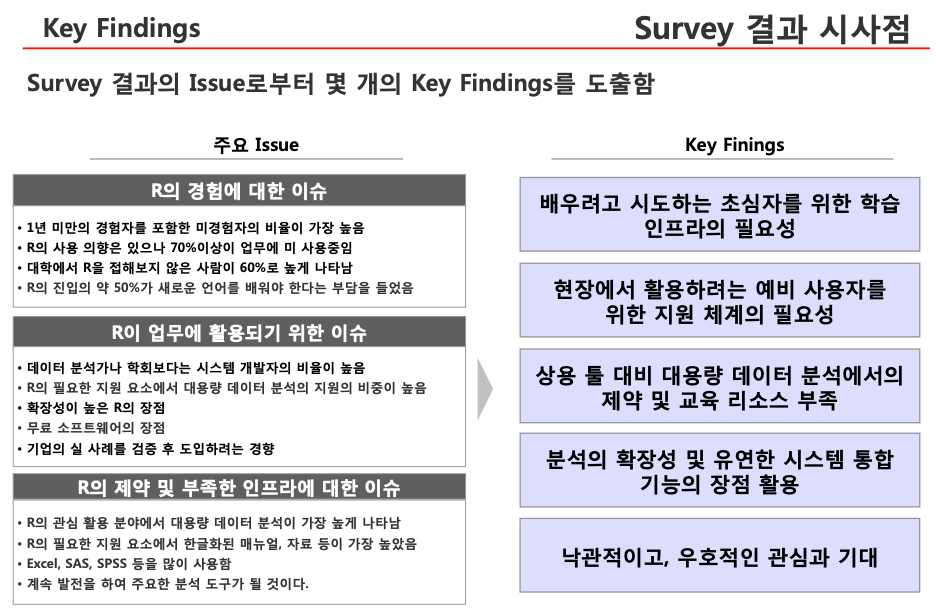 Key Findings
Survey 결과 시사점
Survey 결과의 Issue로부터 몇 개의 Key Findings를 도출함
주요 Issue
R의 경험에 대한 이슈
• 1년 미만의 경험자를 포함한 미경험자의 비율이 가장 높음
• R의 사용 의향은 있으나 70%이상이 업무에 미 사용중임
• 대학에서 R을 접해보지 않은 사람이 60%로 높게 나타남
• R의 진입의 약 50%가 새로운 언어를 배워야 한다는 부담을 들었음
R이 업무에 활용되기 위한 이슈
• 데이터 분석가나 학회보다는 시스템 개발자의 비율이 높음
• R의 필요한 지원 요소에서 대용량 데이터 분석의 지원의 비중이 높음
• 확장성이 높은 R의 장점
• 무료 소프트웨어의 장점
• 기업의 실 사례를 검증 후 도입하려는 경향
R의 제약 및 부족한 인프라에 대한 이슈
• R의 관심 활용 분야에서 대용량 데이터 분석이 가장 높게 나타남
• R의 필요한 지원 요소에서 한글화된 매뉴얼, 자료 등이 가장 높았음
• Excel, SAS, SPSS 등을 많이 사용함
• 계속 발전을 하여 주요한 분석 도구가 될 것이다.
Key Finings
배우려고 시도하는 초심자를 위한 학습
인프라의 필요성
현장에서 활용하려는 예비 사용자를
위한 지원 체계의 필요성
상용 툴 대비 대용량 데이터 분석에서의
제약 및 교육 리소스 부족
분석의 확장성 및 유연한 시스템 통합
기능의 장점 활용
낙관적이고, 우호적인 관심과 기대